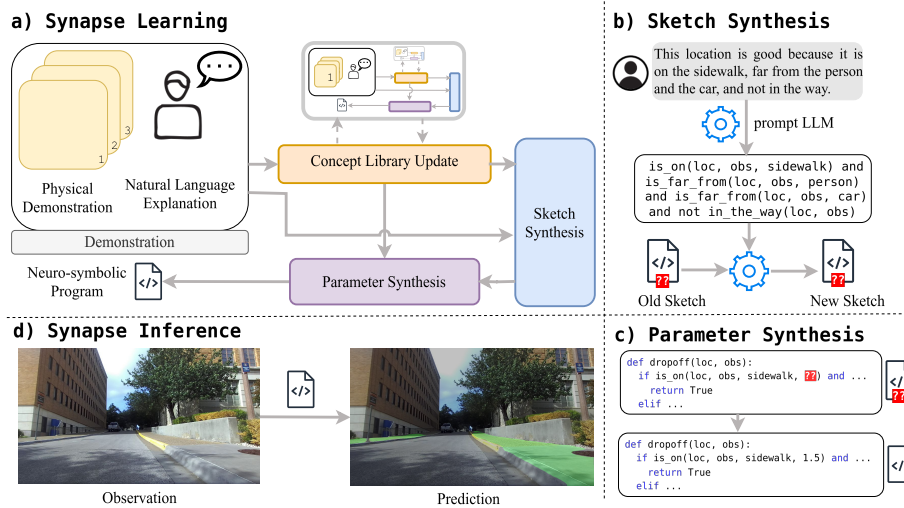 a) Synapse Learning
1
2
3
Physical
Demonstration
Natural Language
Explanation
Demonstration
1
Concept Library Update
Sketch
Synthesis
Parameter Synthesis
Neuro-symbolic
Program
</>
b) Sketch Synthesis
This location is good because it is
on the sidewalk, far from the person
and the car, and not in the way.
prompt LLM
is_on(loc, obs, sidewalk) and
is_far_from(loc, obs, person)
and is_far_from(loc, obs, car)
and not in_the_way(loc, obs)
</>
??
Old Sketch
</>
??
New Sketch
c) Parameter Synthesis
def dropoff(loc, obs):
if is_on(loc, obs, sidewalk, ??) and ...
return True
elif ...
</>
??
def dropoff(loc, obs):
if is_on(loc, obs, sidewalk, 1.5) and ...
return True
elif ...
</>
d) Synapse Inference
</>
Observation
Prediction